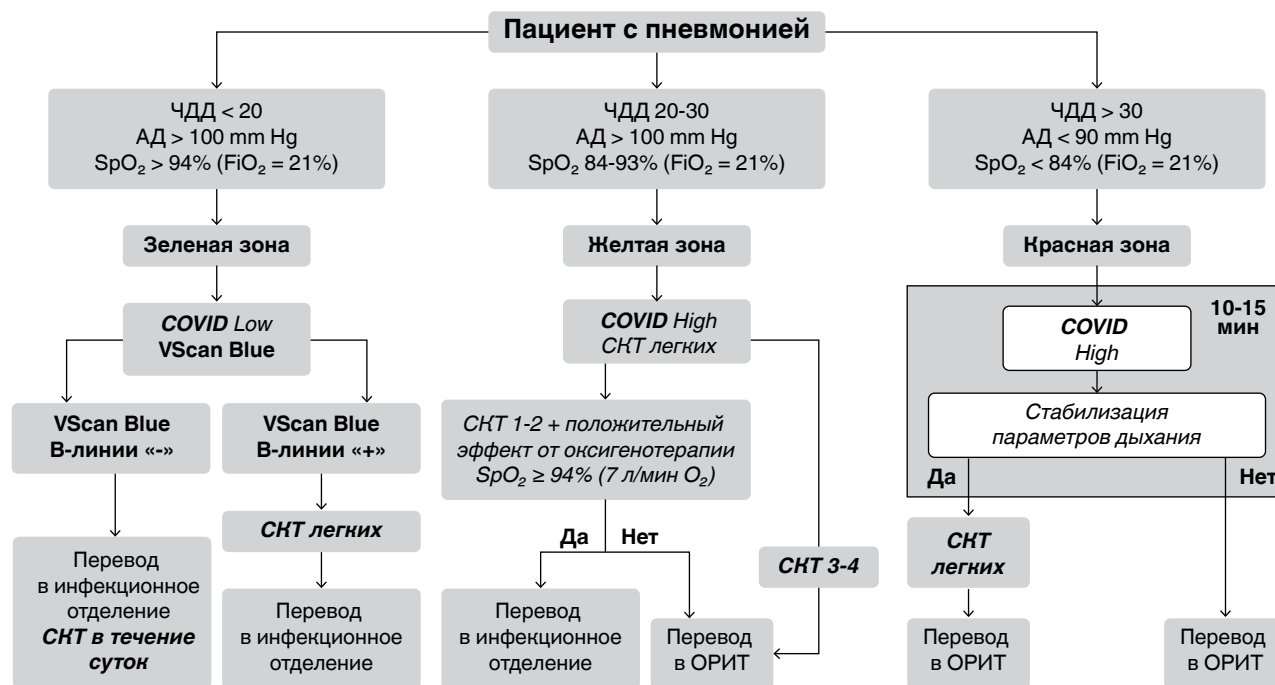 Пациент с пневмонией
ЧДД < 20
АД > 100 mm Hg
SpO₂ > 94% (FiO₂ = 21%)
ЧДД 20-30
АД > 100 mm Hg
SpO₂ 84-93% (FiO₂ = 21%)
ЧДД > 30
АД < 90 mm Hg
SpO₂ < 84% (FiO₂ = 21%)
Зеленая зона
Желтая зона
Красная зона
COVID Low
VScan Blue
COVID High
СКТ легких
10-15
мин
COVID
High
VScan Blue
В-линии «-»
VScan Blue
В-линии «+»
СКТ 1-2 + положительный
эффект от оксигенотерапии
SpO₂ ≥ 94% (7 л/мин O₂)
Стабилизация
параметров дыхания
Да
Нет
СКТ легких
Да
Нет
СКТ 3-4
СКТ
легких
Перевод
в инфекционное
отделение
СКТ в течение
суток
Перевод
в инфекционное
отделение
Перевод
в инфекционное
отделение
Перевод
в ОРИТ
Перевод
в ОРИТ
Перевод
в ОРИТ